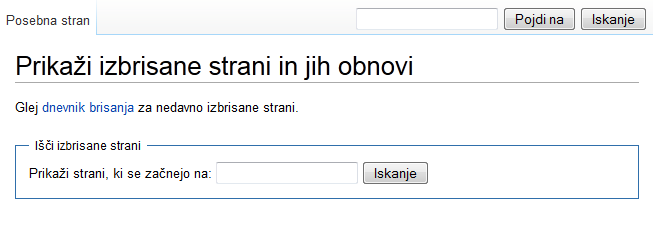 Posebna stran
Pojdi na Iskanje
Prikaži izbrisane strani in jih obnovi
Glej dnevnik brisanja za nedavno izbrisane strani.
Išči izbrisane strani
Prikaži strani, ki se začnejo na: Iskanje